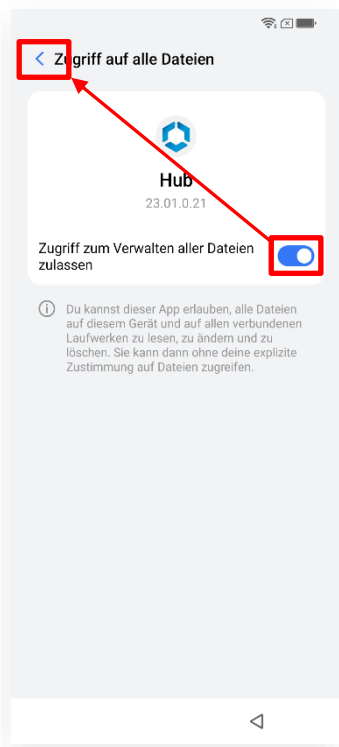 Zugriff auf alle Dateien
Hub
23.01.0.21
Zugriff zum Verwalten aller Dateien
zulassen
Du kannst dieser App erlauben, alle Dateien
auf diesem Gerät und auf allen verbundenen
Laufwerken zu lesen, zu ändern und zu
löschen. Sie kann dann ohne deine explizite
Zustimmung auf Dateien zugreifen.